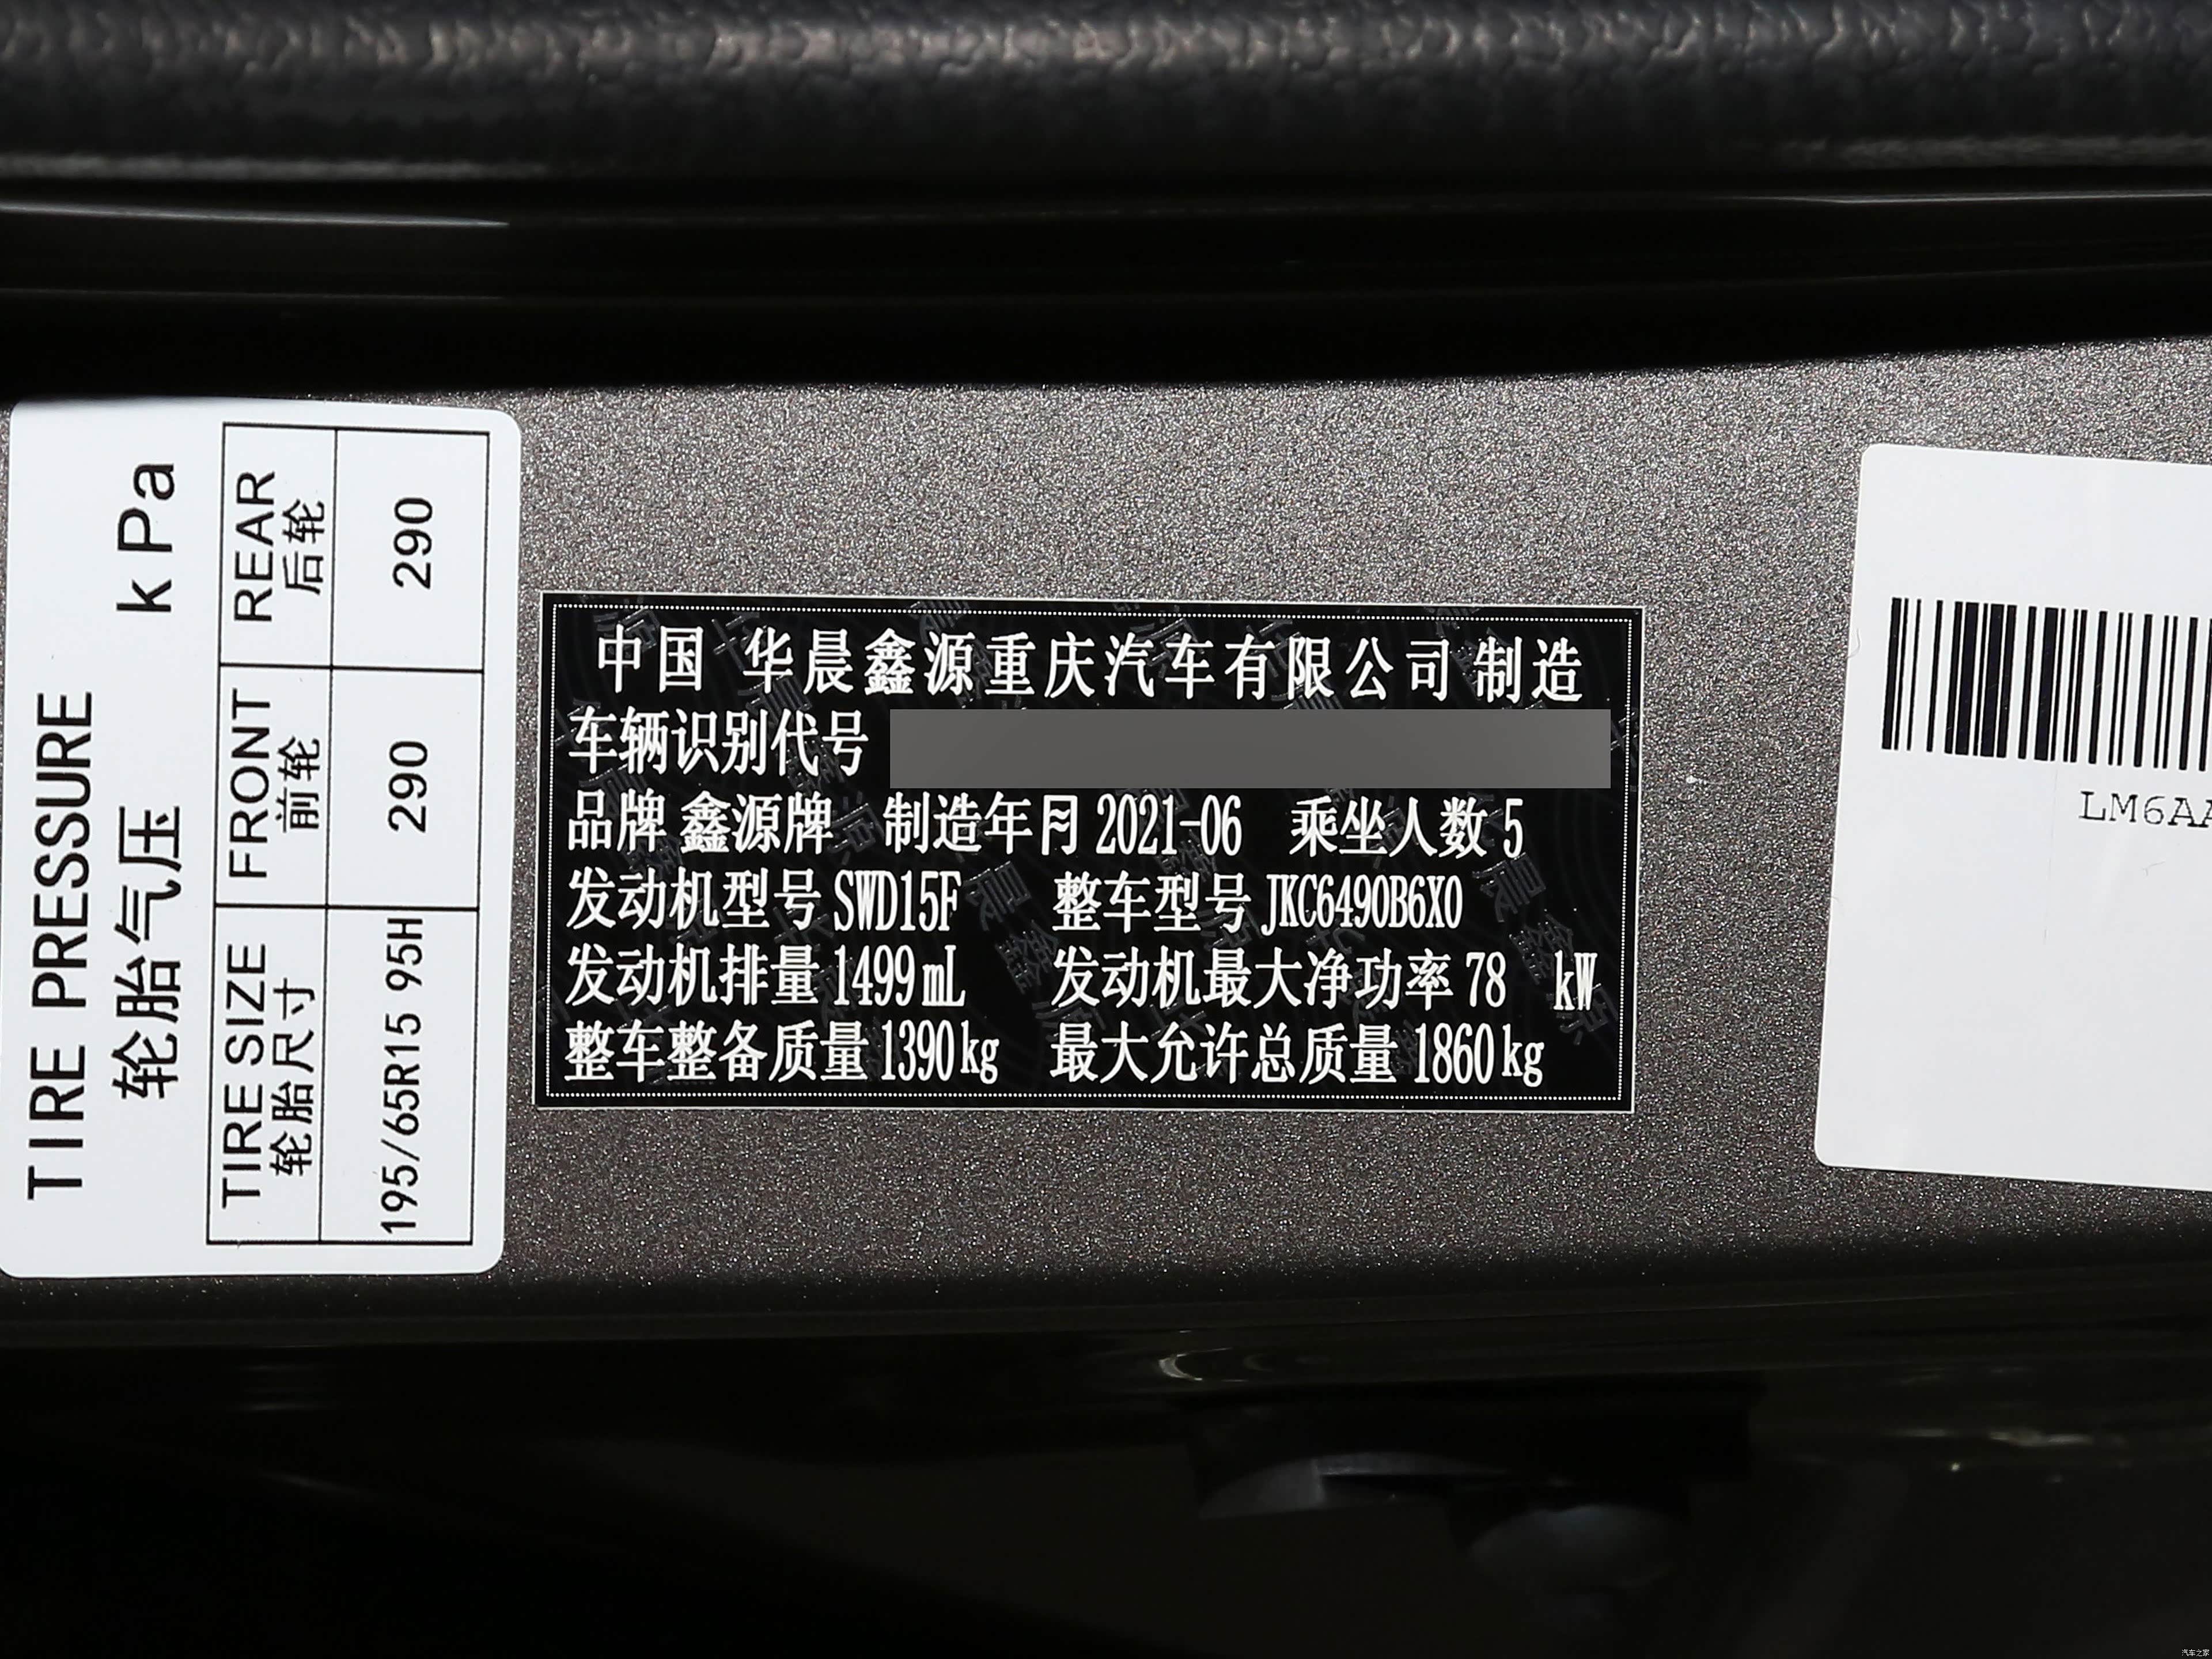 TIRE PRESSURE
轮胎气压 kPa
TIRE SIZE FRONT REAR
轮胎尺寸 前轮 后轮
195/65R15 95H 290 290
中国 华晨鑫源重庆汽车有限公司 制造
车辆识别代号
品牌 鑫源牌 制造年月 2021-06 乘坐人数 5
发动机型号 SWD15F 整车型号 JKC6490B6X0
发动机排量 1499mL 发动机最大净功率 78 kW
整车整备质量 1390kg 最大允许总质量 1860kg
LM6AA
汽车之家